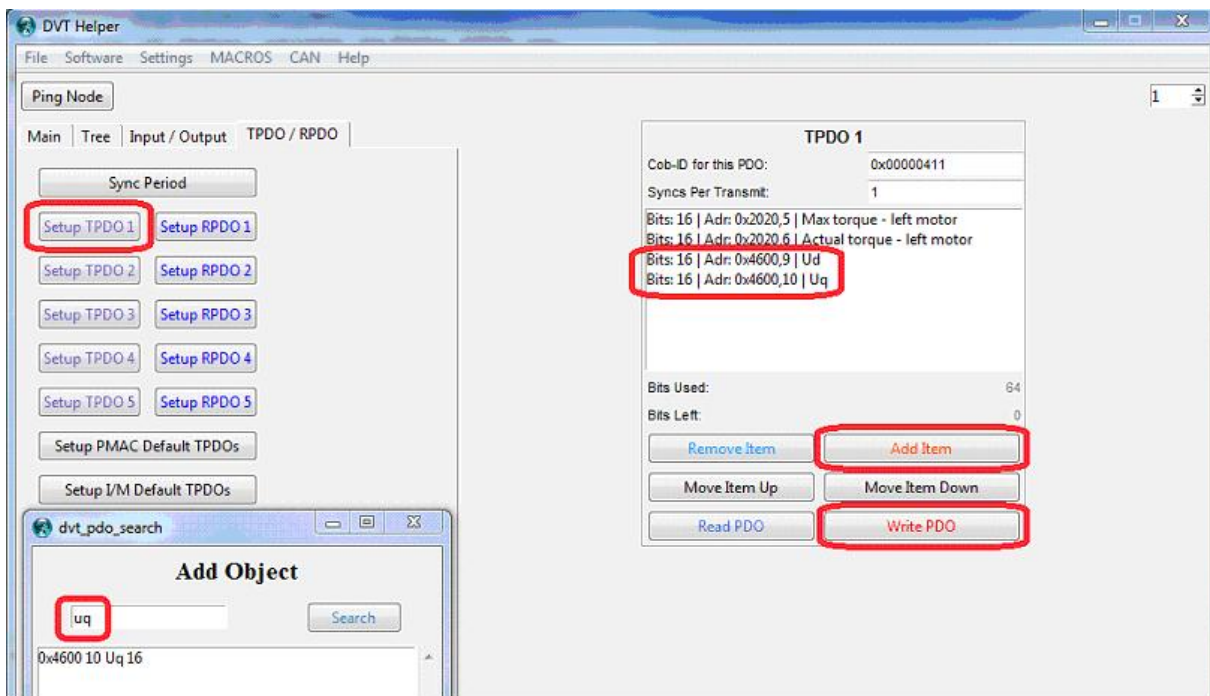 DVT Helper
File Software Settings MACROS CAN Help
Ping Node
1
Main Tree Input / Output TPDO / RPDO
Sync Period
Setup TPDO 1 Setup RPDO 1
Setup TPDO 2 Setup RPDO 2
Setup TPDO 3 Setup RPDO 3
Setup TPDO 4 Setup RPDO 4
Setup TPDO 5 Setup RPDO 5
Setup PMAC Default TPDOs
Setup I/M Default TPDOs
dvt_pdo_search
Add Object
uq Search
0x4600 10 Uq 16
TPDO 1
Cob-ID for this PDO: 0x00000411
Syncs Per Transmit: 1
Bits: 16 | Adr: 0x2020,5 | Max torque - left motor
Bits: 16 | Adr: 0x2020,6 | Actual torque - left motor
Bits: 16 | Adr: 0x4600,9 | Ud
Bits: 16 | Adr: 0x4600,10 | Uq
Bits Used: 64
Bits Left: 0
Remove Item Add Item
Move Item Up Move Item Down
Read PDO Write PDO